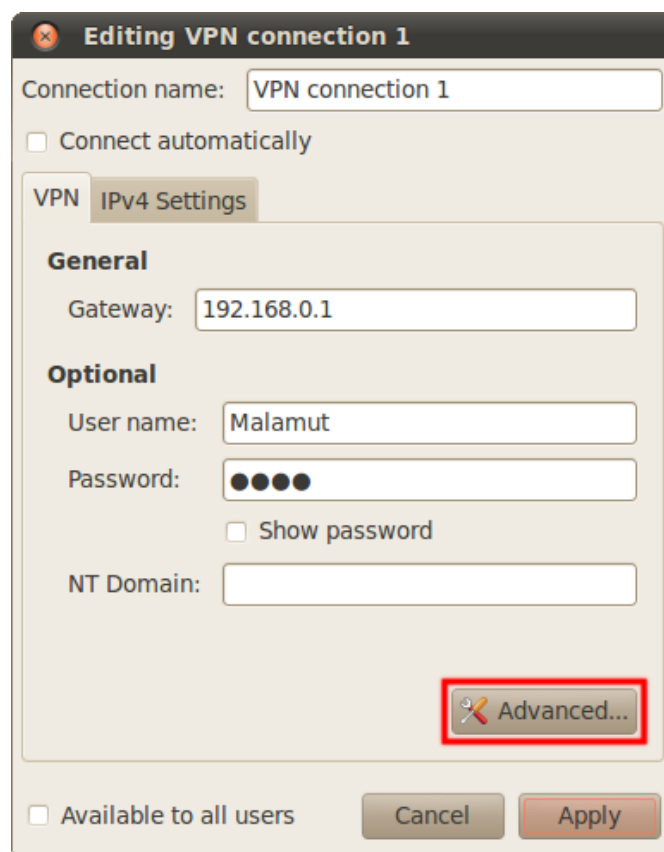 Editing VPN connection 1
Connection name: VPN connection 1
Connect automatically
VPN IPv4 Settings
General
Gateway: 192.168.0.1
Optional
User name: Malamut
Password: ●●●●
Show password
NT Domain:
Advanced...
Available to all users Cancel Apply